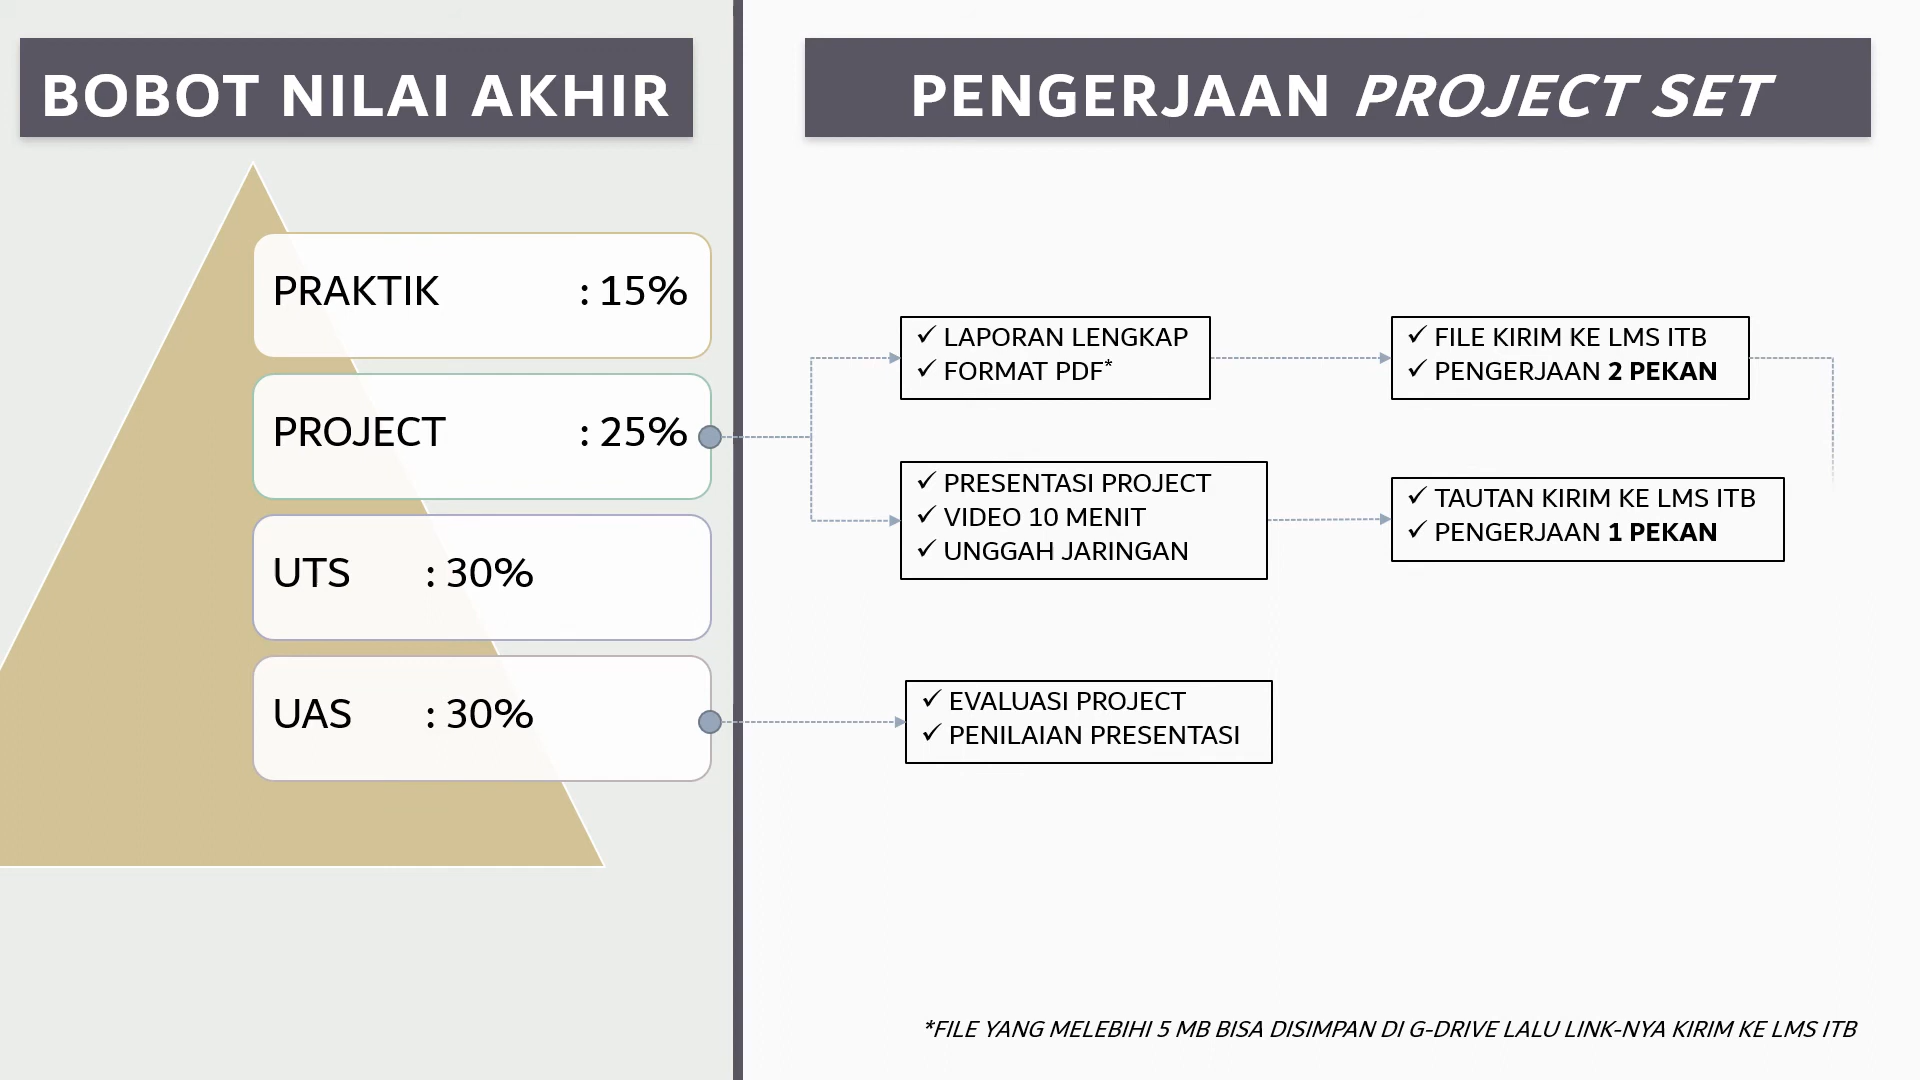 BOBOT NILAI AKHIR
PRAKTIK : 15%
PROJECT : 25%
UTS : 30%
UAS : 30%
PENGERJAAN PROJECT SET
✓ LAPORAN LENGKAP
✓ FORMAT PDF*
✓ FILE KIRIM KE LMS ITB
✓ PENGERJAAN 2 PEKAN
✓ PRESENTASI PROJECT
✓ VIDEO 10 MENIT
✓ UNGGAH JARINGAN
✓ TAUTAN KIRIM KE LMS ITB
✓ PENGERJAAN 1 PEKAN
✓ EVALUASI PROJECT
✓ PENILAIAN PRESENTASI
*FILE YANG MELEBIHI 5 MB BISA DISIMPAN DI G-DRIVE LALU LINK-NYA KIRIM KE LMS ITB